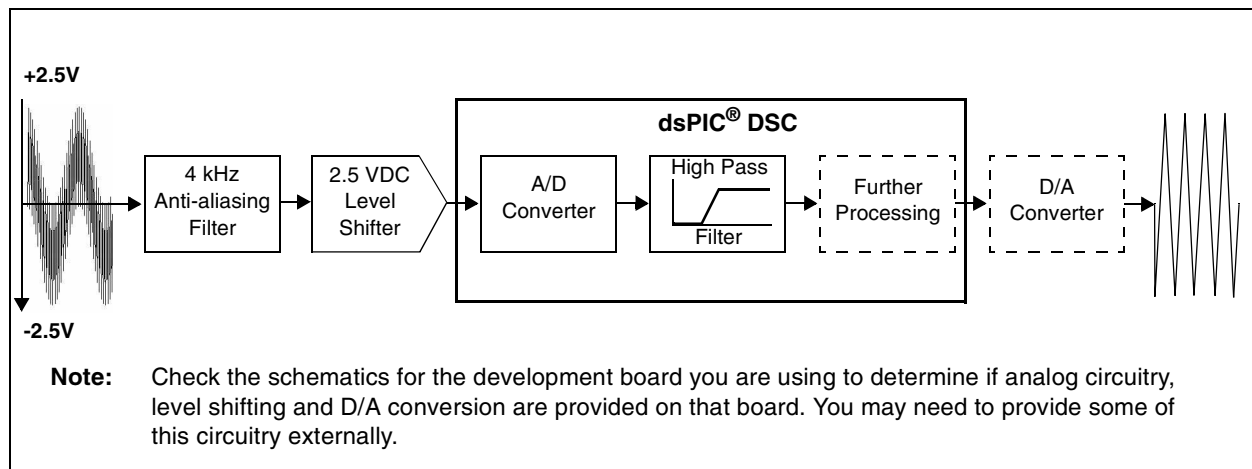 +2.5V
-2.5V
4 kHz
Anti-aliasing
Filter
2.5 VDC
Level
Shifter
dsPIC® DSC
A/D
Converter
High Pass
Filter
Further
Processing
D/A
Converter
Note: Check the schematics for the development board you are using to determine if analog circuitry,
level shifting and D/A conversion are provided on that board. You may need to provide some of
this circuitry externally.